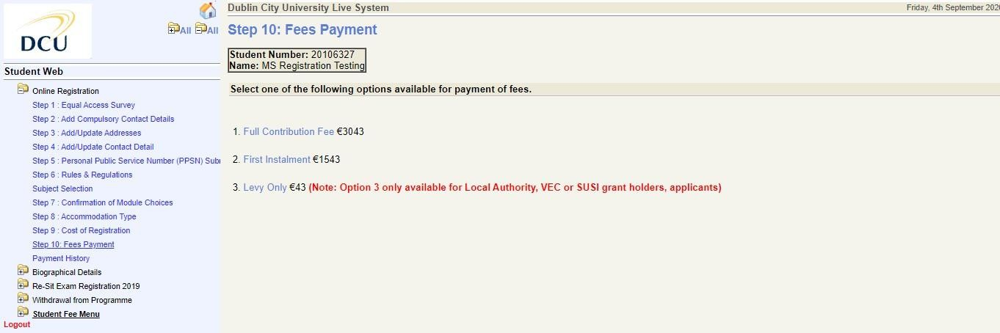 DCU
All All
Student Web
Online Registration
Step 1 : Equal Access Survey
Step 2 : Add Compulsory Contact Details
Step 3 : Add/Update Addresses
Step 4 : Add/Update Contact Detail
Step 5 : Personal Public Service Number (PPSN) Subr
Step 6 : Rules & Regulations
Subject Selection
Step 7 : Confirmation of Module Choices
Step 8 : Accommodation Type
Step 9 : Cost of Registration
Step 10: Fees Payment
Payment History
Biographical Details
Re-Sit Exam Registration 2019
Withdrawal from Programme
Student Fee Menu
Logout
Dublin City University Live System
Friday, 4th September 202
Step 10: Fees Payment
Student Number: 20106327
Name: MS Registration Testing
Select one of the following options available for payment of fees.
1. Full Contribution Fee €3043
2. First Instalment €1543
3. Levy Only €43 (Note: Option 3 only available for Local Authority, VEC or SUSI grant holders, applicants)